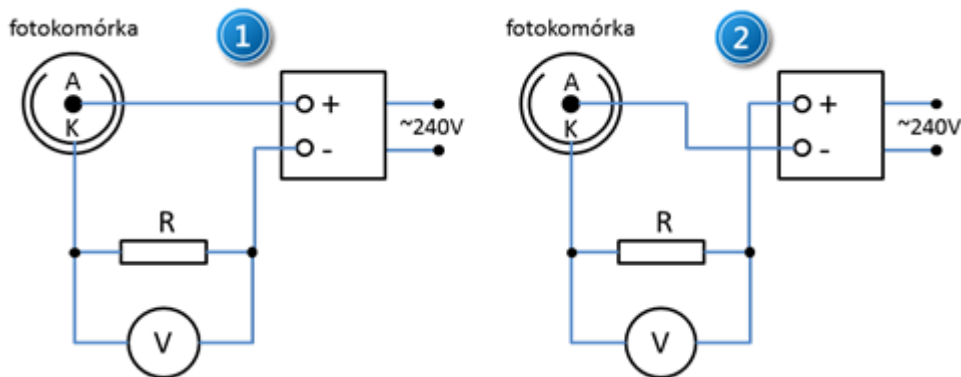 fotokomórka
1
A
K
+
-
~240V
R
V
fotokomórka
2
A
K
+
-
~240V
R
V